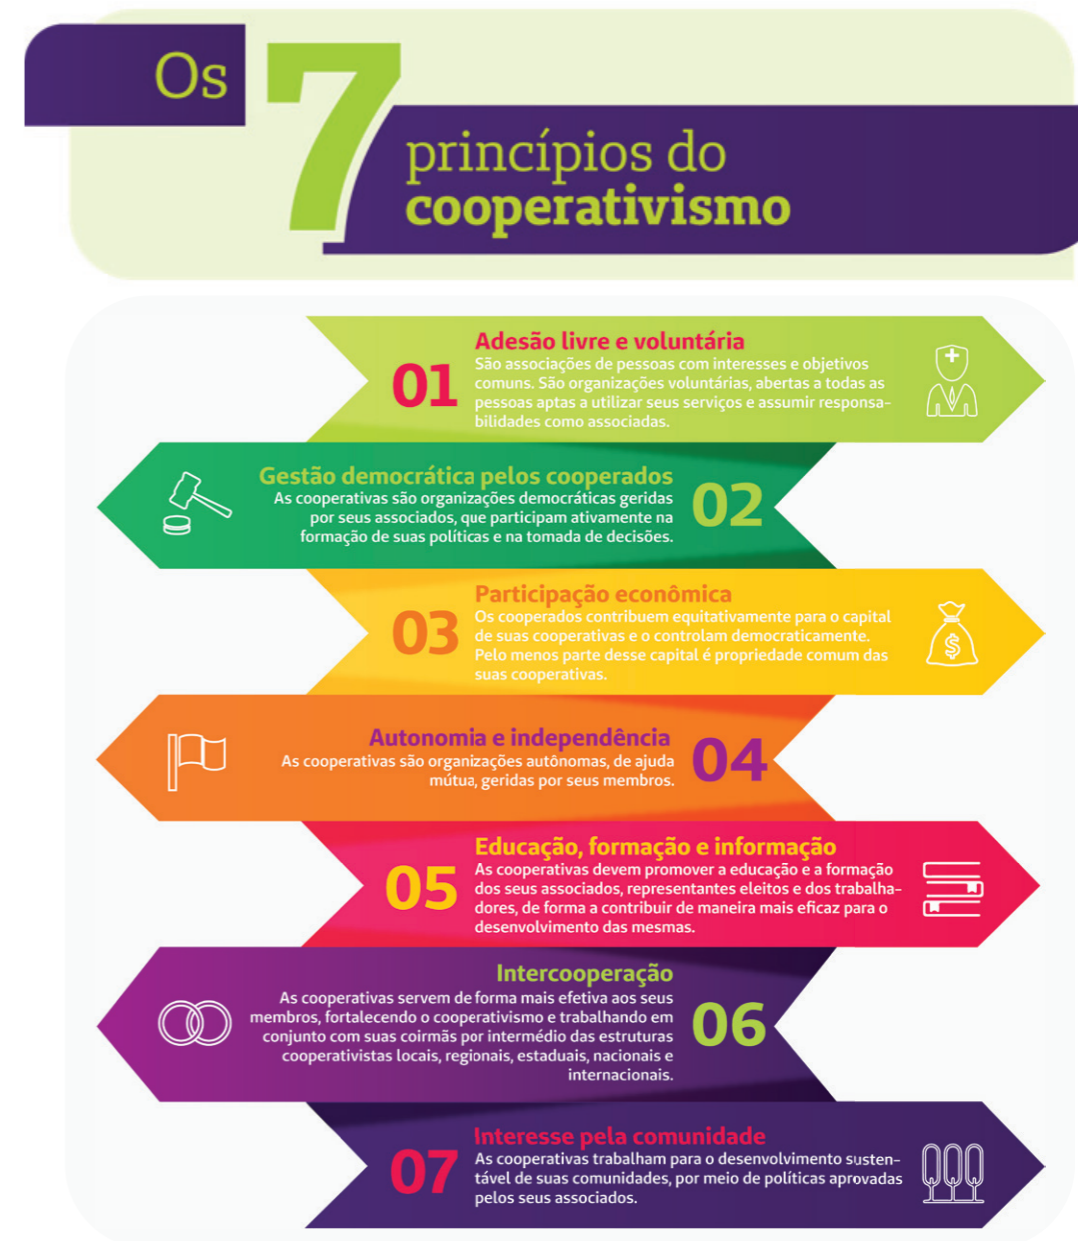 Os 7
princípios do
cooperativismo
01
Adesão livre e voluntária
São associações de pessoas com interesses e objetivos
comuns. São organizações voluntárias, abertas a todas as
pessoas aptas a utilizar seus serviços e assumir responsa-
bilidades como associadas.
02
Gestão democrática pelos cooperados
As cooperativas são organizações democráticas geridas
por seus associados, que participam ativamente na
formação de suas políticas e na tomada de decisões.
03
Participação econômica
Os cooperados contribuem equitativamente para o capital
de suas cooperativas e o controlam democraticamente.
Pelo menos parte desse capital é propriedade comum das
suas cooperativas.
04
Autonomia e independência
As cooperativas são organizações autônomas, de ajuda
mútua, geridas por seus membros.
05
Educação, formação e informação
As cooperativas devem promover a educação e a formação
dos seus associados, representantes eleitos e dos trabalha-
dores, de forma a contribuir de maneira mais eficaz para o
desenvolvimento das mesmas.
06
Intercooperação
As cooperativas servem de forma mais efetiva aos seus
membros, fortalecendo o cooperativismo e trabalhando em
conjunto com suas coirmãs por intermédio das estruturas
cooperativistas locais, regionais, estaduais, nacionais e
internacionais.
07
Interesse pela comunidade
As cooperativas trabalham para o desenvolvimento susten-
tável de suas comunidades, por meio de políticas aprovadas
pelos seus associados.